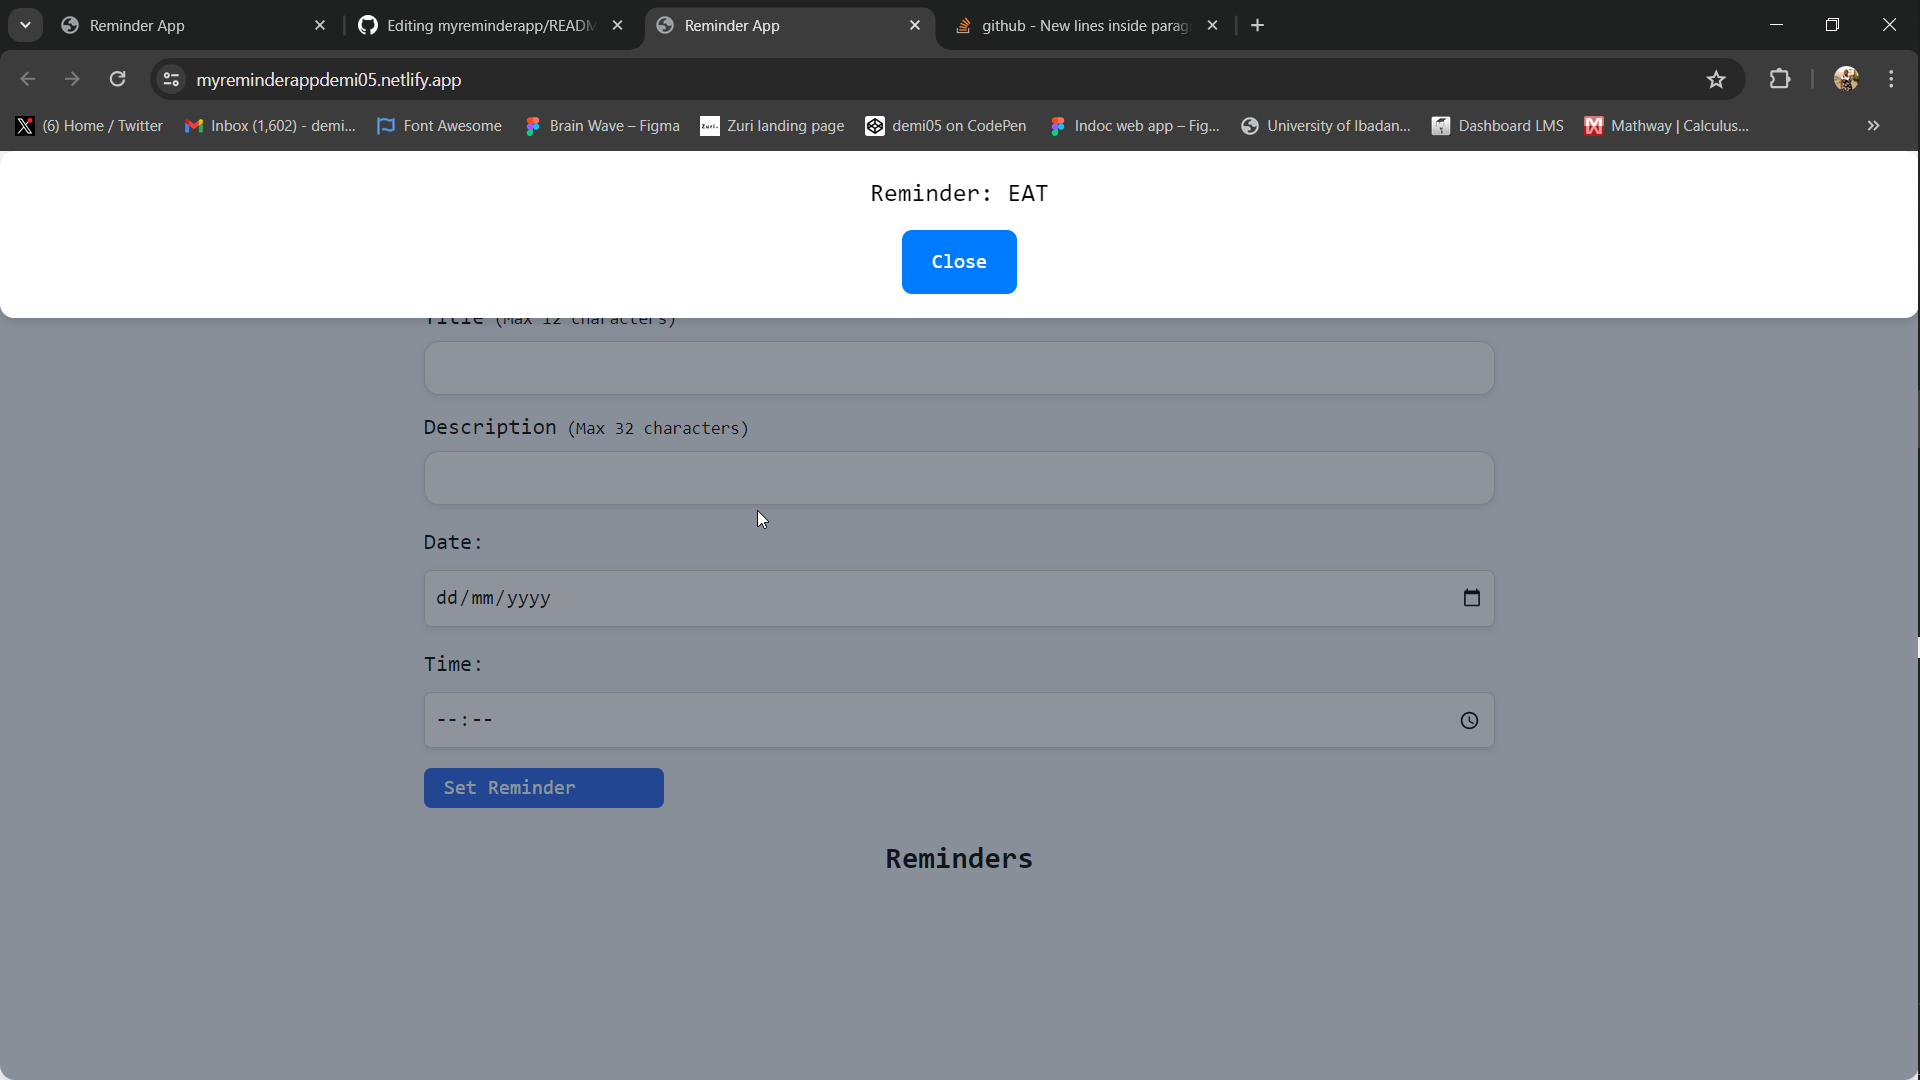 Reminder App
Editing myreminderapp/READM
Reminder App
github - New lines inside parag
myreminderappdemi05.netlify.app
(6) Home / Twitter
Inbox (1,602) - demi...
Font Awesome
Brain Wave – Figma
Zuri landing page
demi05 on CodePen
Indoc web app – Fig...
University of Ibadan...
Dashboard LMS
Mathway | Calculus...
Reminder: EAT
Close
Title (Max 12 characters)
Description (Max 32 characters)
Date:
dd/mm/yyyy
Time:
--:--
Set Reminder
Reminders